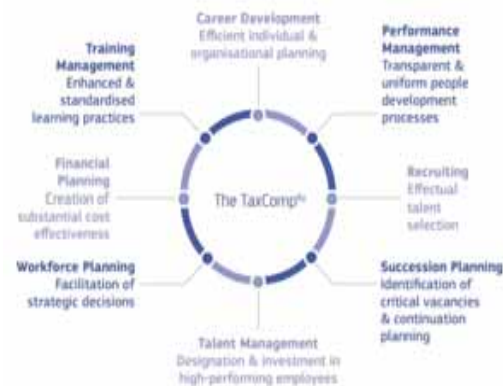 Career Development
Efficient individual &
organisational planning
Performance
Management
Transparent &
uniform people
development
processes
Recruiting
Effectual
talent
selection
Succession Planning
Identification of
critical vacancies
& continuation
planning
Talent Management
Designation & investment in
high-performing employees
Workforce Planning
Facilitation of
strategic decisions
Financial
Planning
Creation of
substantial cost
effectiveness
Training
Management
Enhanced &
standardised
learning practices
The TaxComp